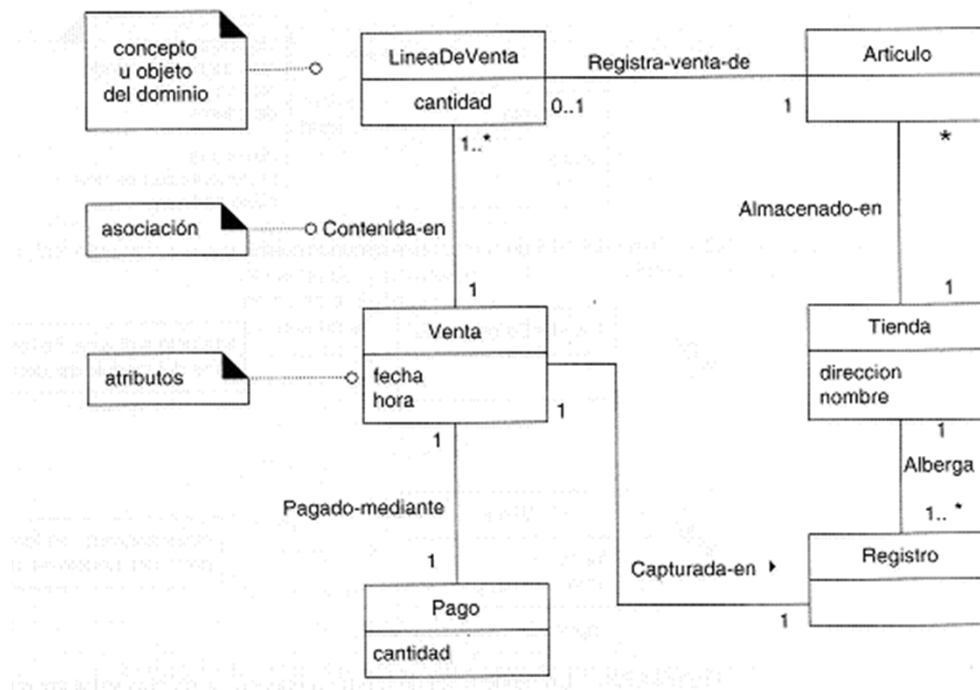 concepto
u objeto
del dominio
LineaDeVenta
cantidad
Registra-venta-de
0..1
1
Articulo
1..*
*
asociación
Contenida-en
Almacenado-en
1
1
Venta
fecha
hora
Tienda
direccion
nombre
atributos
1
1
1
Alberga
Pagado-mediante
1.. *
1
Capturada-en
Registro
1
Pago
cantidad